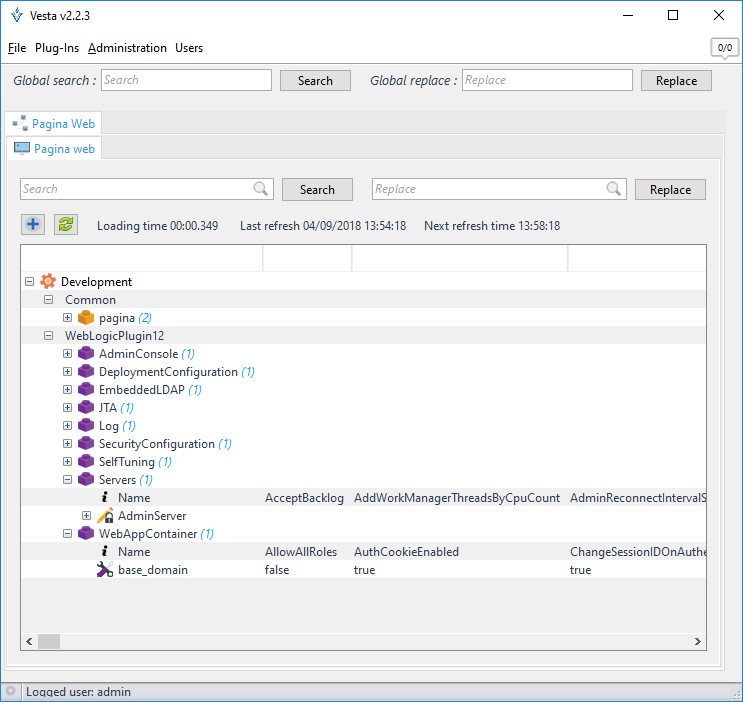 Vesta v2.2.3
File Plug-Ins Administration Users
0/0
Global search : Search Search Global replace : Replace Replace
Pagina Web
Pagina web
Search Search Replace Replace
Loading time 00:00.349 Last refresh 04/09/2018 13:54:18 Next refresh time 13:58:18
Development
Common
pagina (2)
WebLogicPlugin12
AdminConsole (1)
DeploymentConfiguration (1)
EmbeddedLDAP (1)
JTA (1)
Log (1)
SecurityConfiguration (1)
SelfTuning (1)
Servers (1)
Name AcceptBacklog AddWorkManagerThreadsByCpuCount AdminReconnectIntervalS
AdminServer
WebAppContainer (1)
Name AllowAllRoles AuthCookieEnabled ChangeSessionIDOnAuthe
base_domain false true true
Logged user: admin